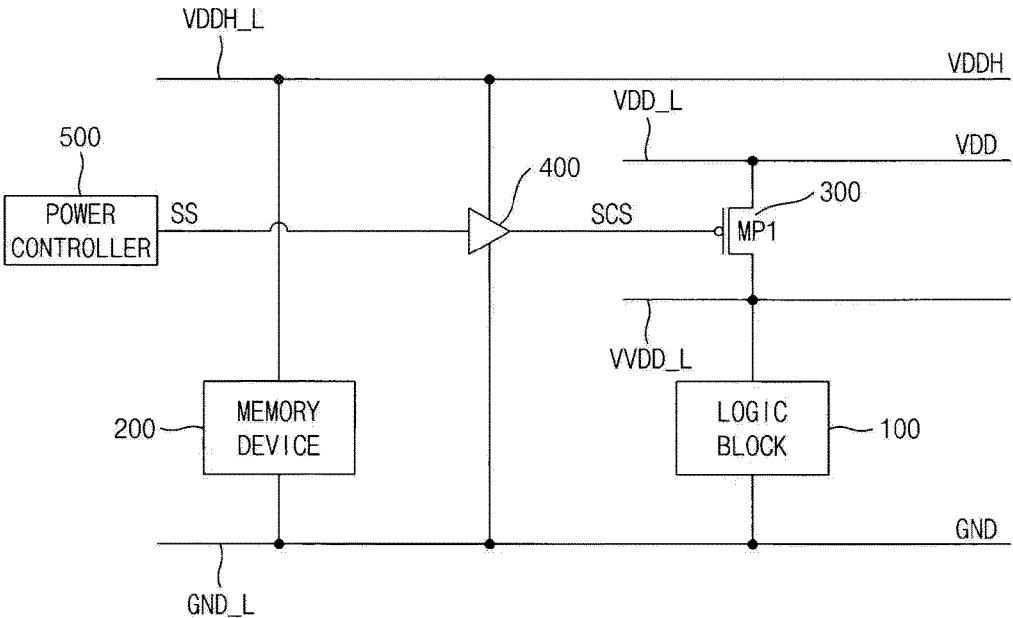 VDDH_L
VDDH
VDD_L
VDD
500
POWER
CONTROLLER
SS
400
SCS
300
MP1
VVDD_L
200
MEMORY
DEVICE
LOGIC
BLOCK
100
GND
GND_L